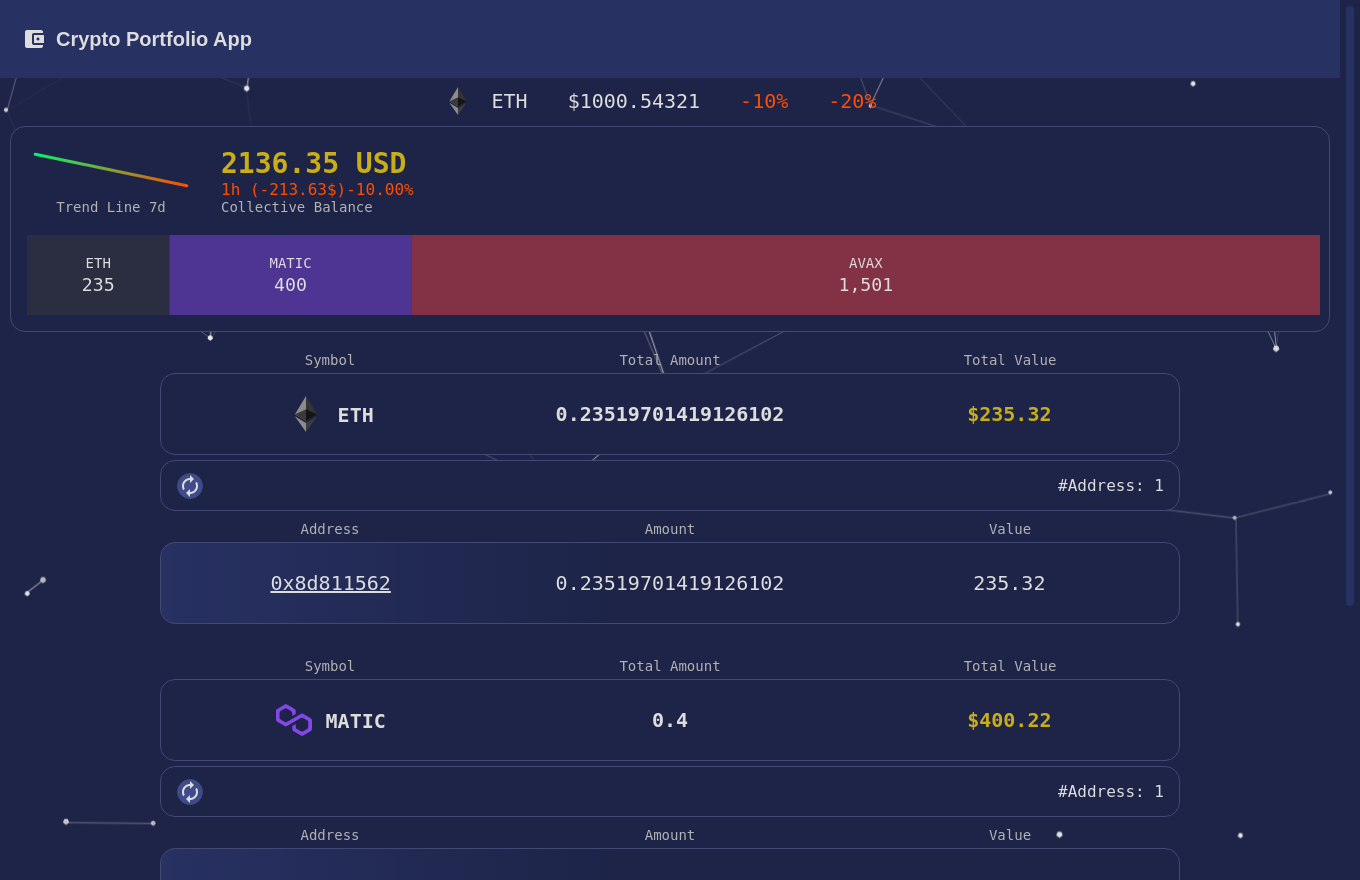 Crypto Portfolio App
ETH $1000.54321 -10% -20%
2136.35 USD
1h (-213.63$)-10.00%
Trend Line 7d Collective Balance
ETH MATIC AVAX
235 400 1,501
Symbol Total Amount Total Value
ETH 0.23519701419126102 $235.32
#Address: 1
Address Amount Value
0x8d811562 0.23519701419126102 235.32
Symbol Total Amount Total Value
MATIC 0.4 $400.22
#Address: 1
Address Amount Value